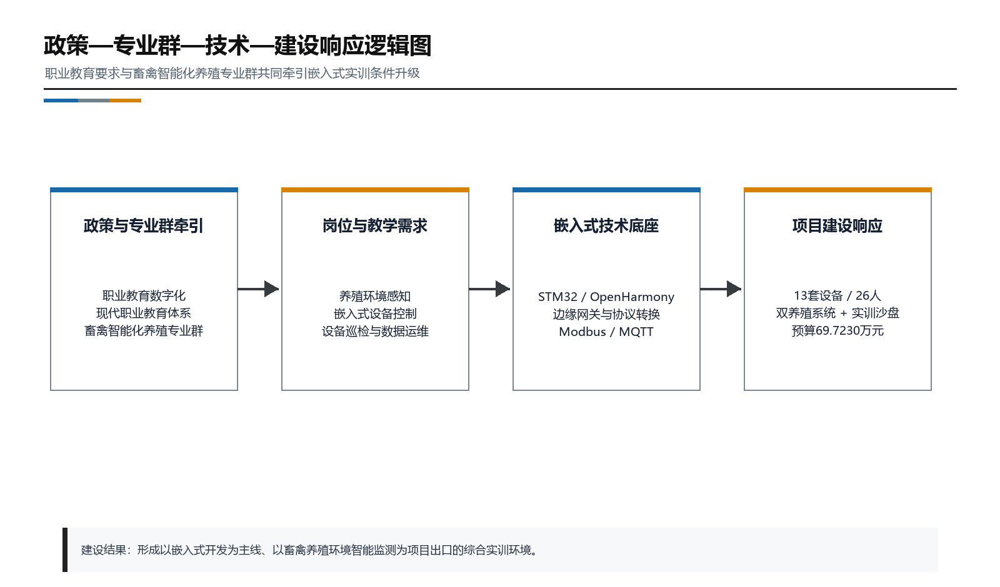 政策—专业群—技术—建设响应逻辑图
职业教育要求与畜禽智能化养殖专业群共同牵引嵌入式实训条件升级
政策与专业群牵引
职业教育数字化
现代职业教育体系
畜禽智能化养殖专业群
岗位与教学需求
养殖环境感知
嵌入式设备控制
设备巡检与数据运维
嵌入式技术底座
STM32 / OpenHarmony
边缘网关与协议转换
Modbus / MQTT
项目建设响应
13套设备 / 26人
双养殖系统 + 实训沙盘
预算69.7230万元
建设结果：形成以嵌入式开发为主线、以畜禽养殖环境智能监测为项目出口的综合实训环境。